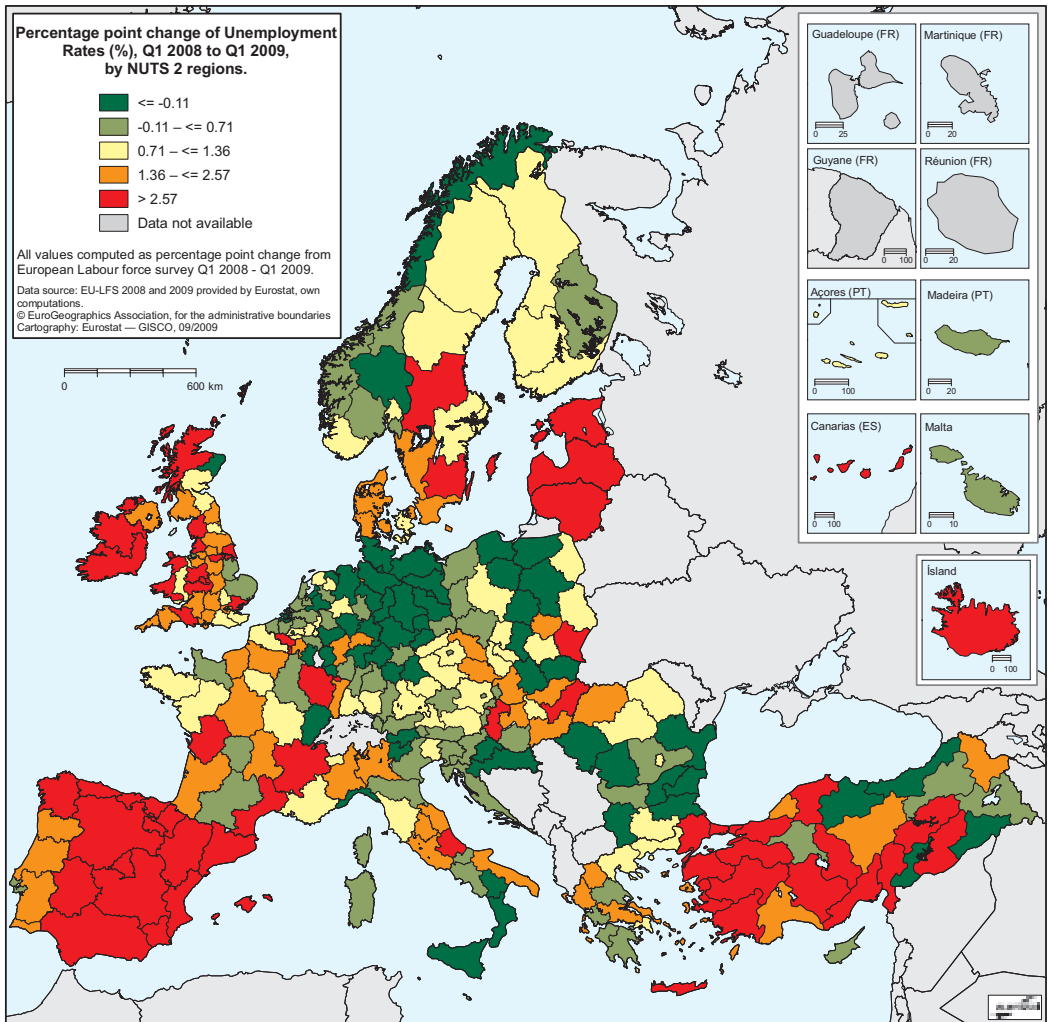 Percentage point change of Unemployment
Rates (%), Q1 2008 to Q1 2009,
by NUTS 2 regions.
<= -0.11
-0.11 – <= 0.71
0.71 – <= 1.36
1.36 – <= 2.57
> 2.57
Data not available
All values computed as percentage point change from
European Labour force survey Q1 2008 - Q1 2009.
Data source: EU-LFS 2008 and 2009 provided by Eurostat, own
computations.
© EuroGeographics Association, for the administrative boundaries
Cartography: Eurostat — GISCO, 09/2009
0 600 km
Guadeloupe (FR)
0 25
Martinique (FR)
0 20
Guyane (FR)
0 100
Réunion (FR)
0 20
Açores (PT)
0 100
Madeira (PT)
0 20
Canarias (ES)
0 100
Malta
0 10
Ísland
0 100